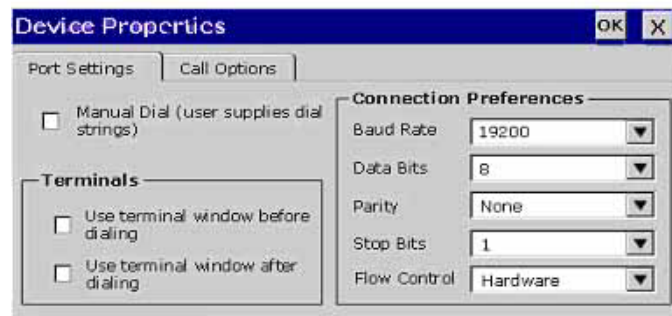 Device Properties OK X
Port Settings Call Options
Manual Dial (user supplies dial
strings)
Terminals
Use terminal window before
dialing
Use terminal window after
dialing
Connection Preferences
Baud Rate 19200
Data Bits 8
Parity None
Stop Bits 1
Flow Control Hardware